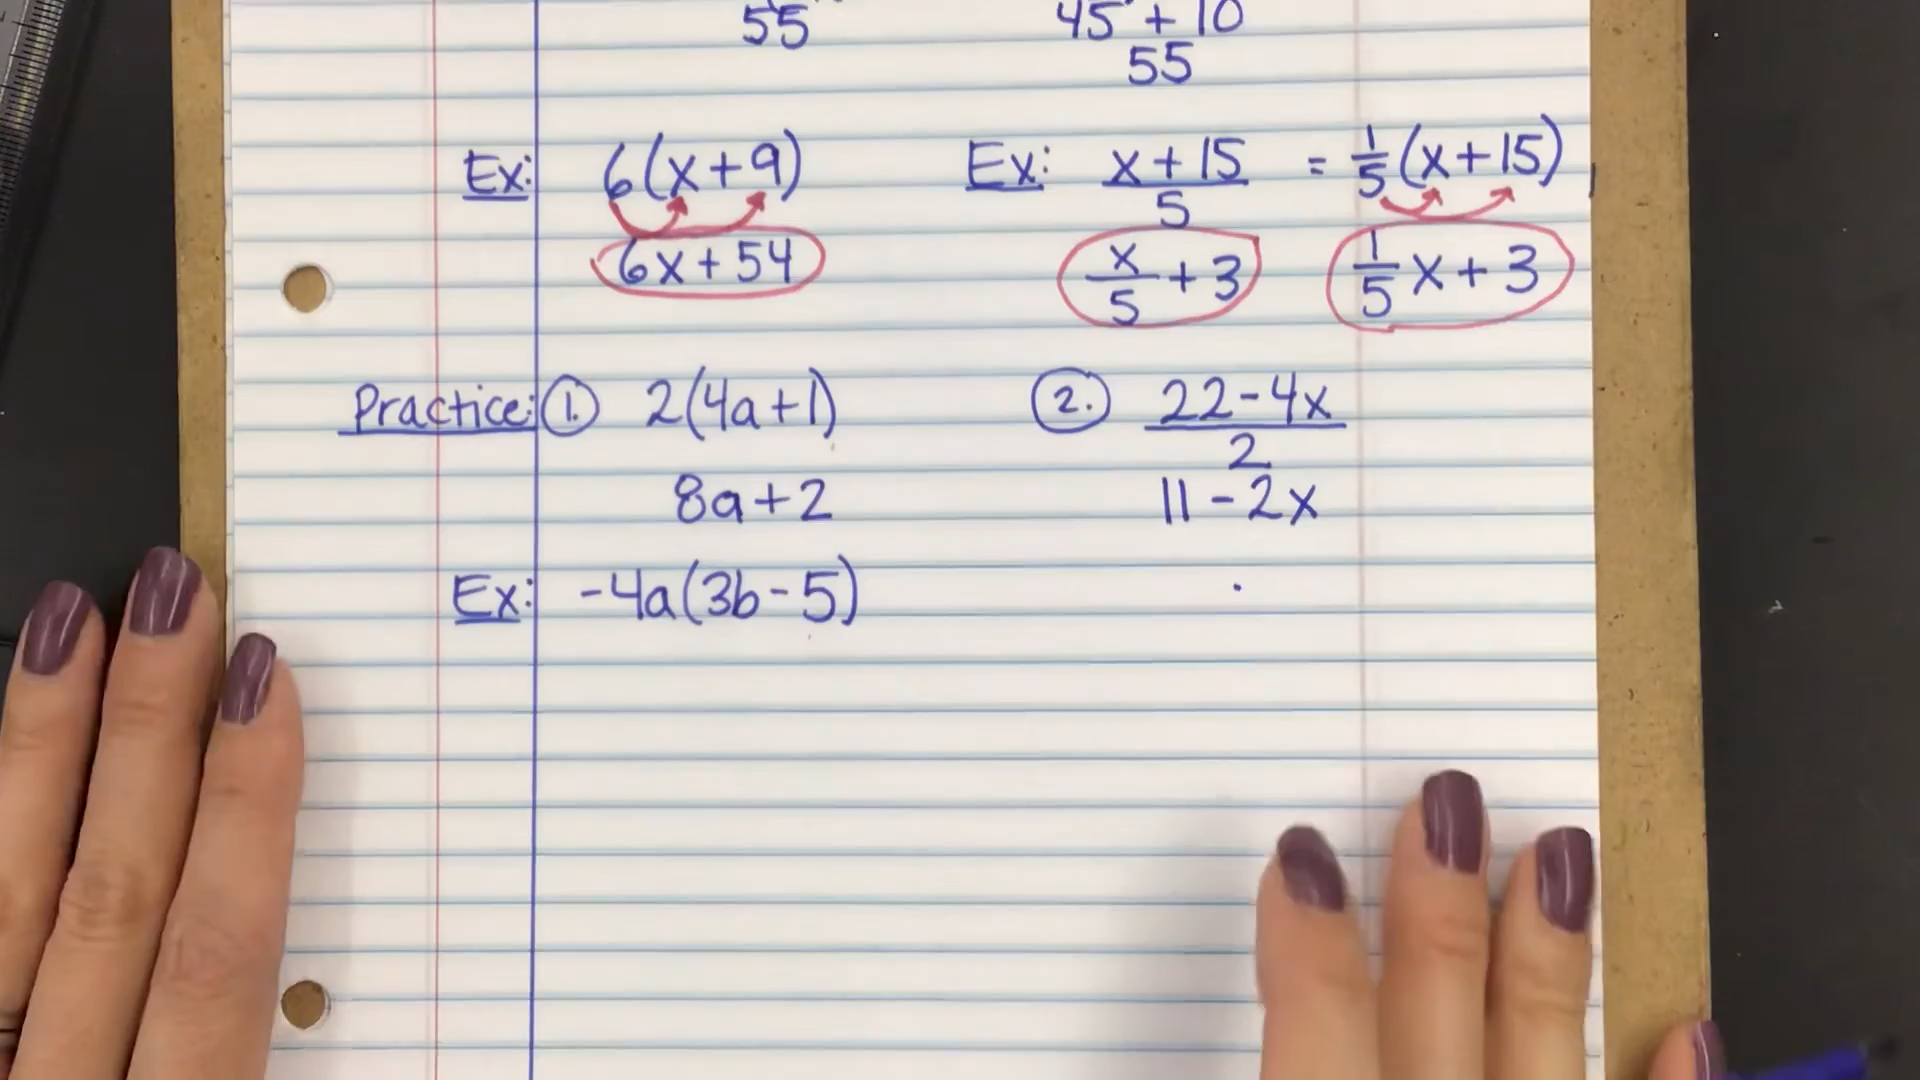 55 45 + 10
55
Ex: 6(x+9) Ex: x+15/5 = 1/5(x+15)
6x+54 x/5 + 3 1/5x+3
Practice: 1. 2(4a+1) 2. 22-4x/2
8a+2 11-2x
Ex: -4a(3b-5)